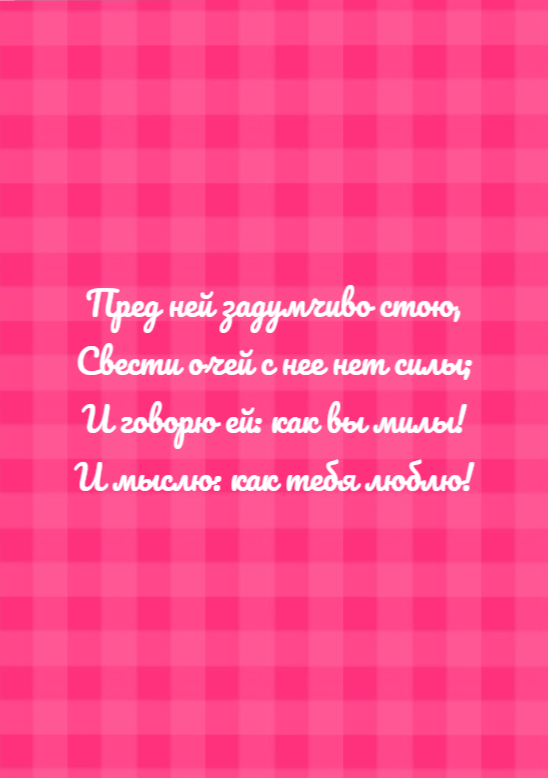 Пред ней задумчиво стою,
Свести очей с нее нет силы;
И говорю ей: как вы милы!
И мыслю: как тебя люблю!